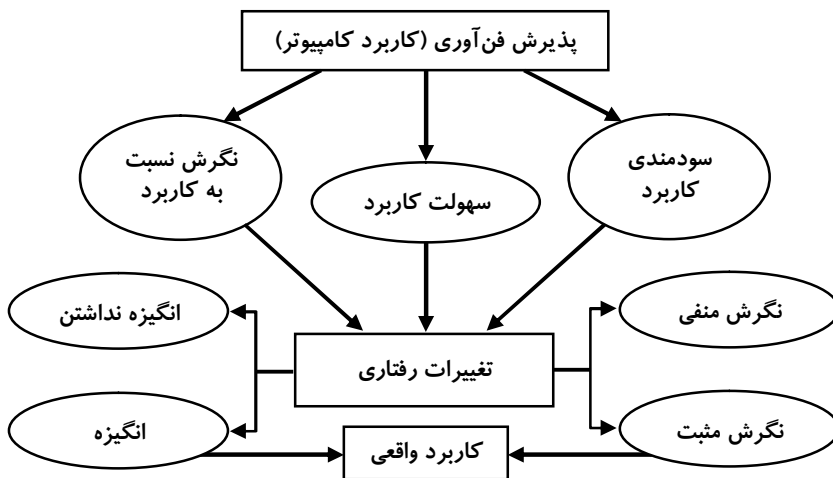 پذیرش فن‌آوری (کاربرد کامپیوتر)
سودمندی
کاربرد
سهولت کاربرد
نگرش نسبت
به کاربرد
نگرش منفی
انگیزه نداشتن
تغییرات رفتاری
نگرش مثبت
انگیزه
کاربرد واقعی